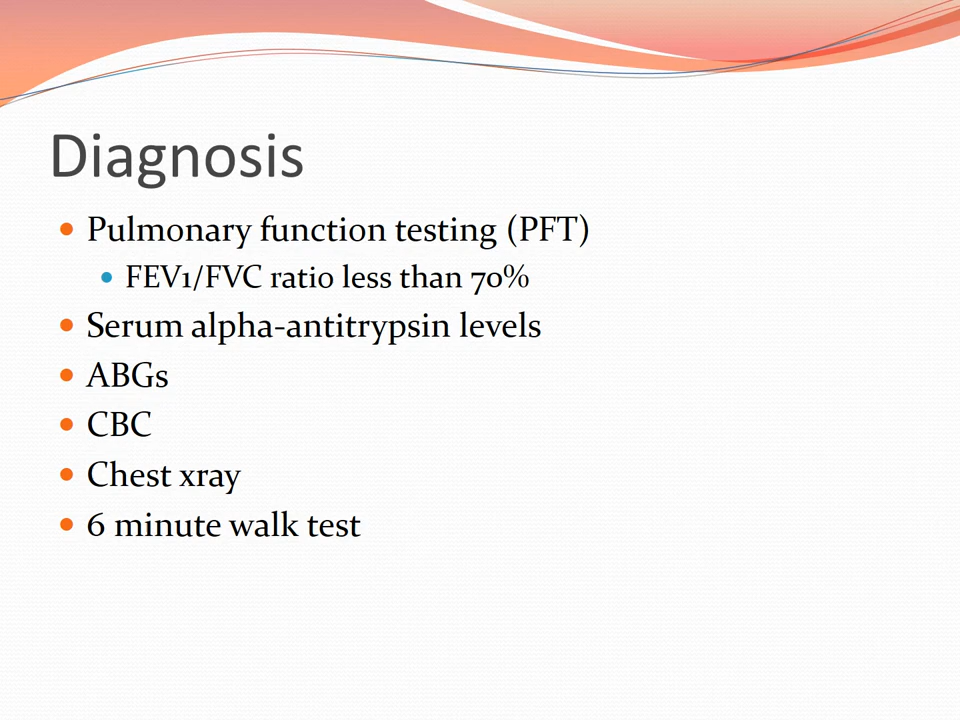 Diagnosis
Pulmonary function testing (PFT)
FEV1/FVC ratio less than 70%
Serum alpha-antitrypsin levels
ABGs
CBC
Chest xray
6 minute walk test